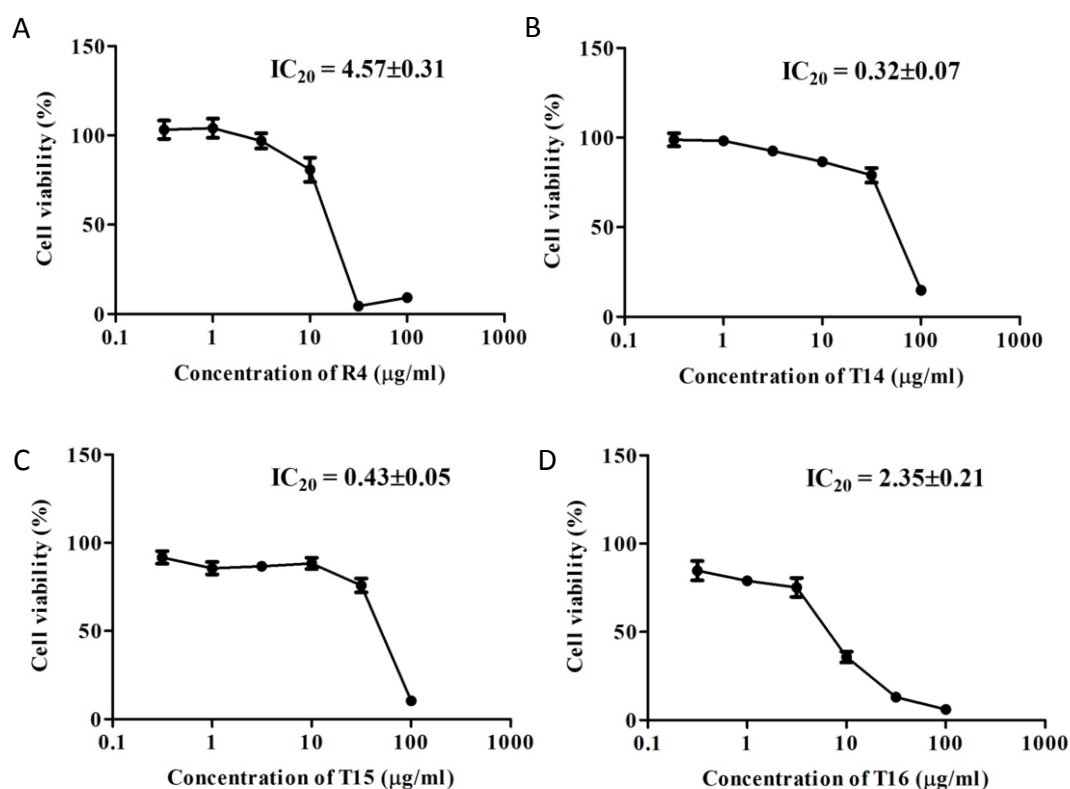 A
IC20 = 4.57±0.31
Cell viability (%)
150
100
50
0
0.1 1 10 100 1000
Concentration of R4 (μg/ml)
B
IC20 = 0.32±0.07
Cell viability (%)
150
100
50
0
0.1 1 10 100 1000
Concentration of T14 (μg/ml)
C
IC20 = 0.43±0.05
Cell viability (%)
150
100
50
0
0.1 1 10 100 1000
Concentration of T15 (μg/ml)
D
IC20 = 2.35±0.21
Cell viability (%)
150
100
50
0
0.1 1 10 100 1000
Concentration of T16 (μg/ml)